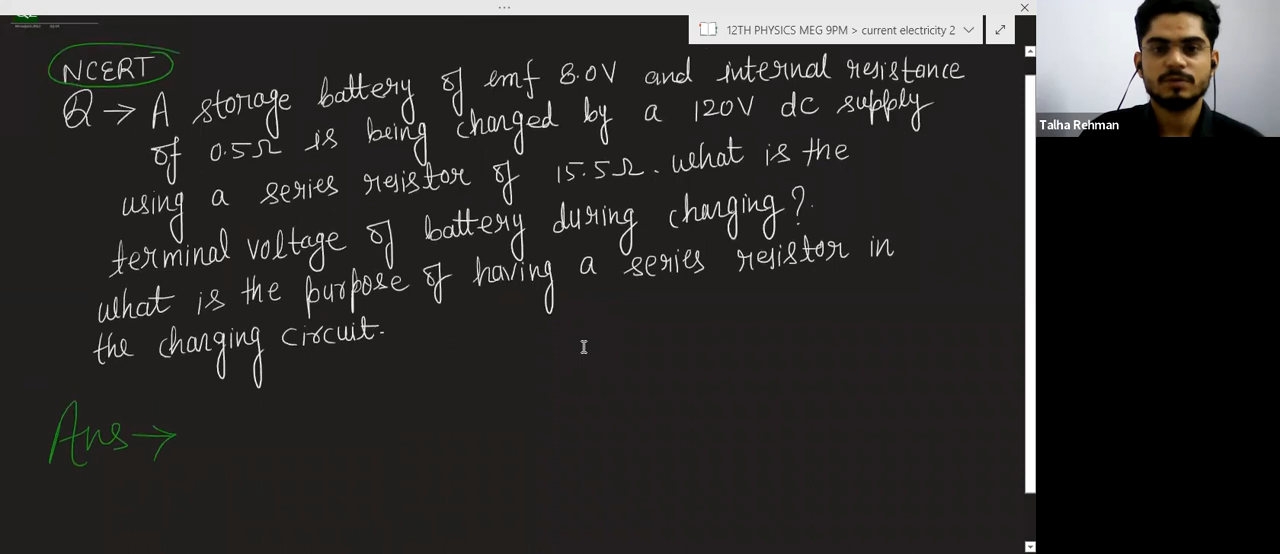 12TH PHYSICS MEG 9PM > current electricity 2
Talha Rehman
NCERT
Q → A storage battery of emf 8.0V and internal resistance
of 0.5Ω is being charged by a 120V dc supply
using a series resistor of 15.5Ω. what is the
terminal voltage of battery during charging?
what is the purpose of having a series resistor in
the charging circuit.
Ans →